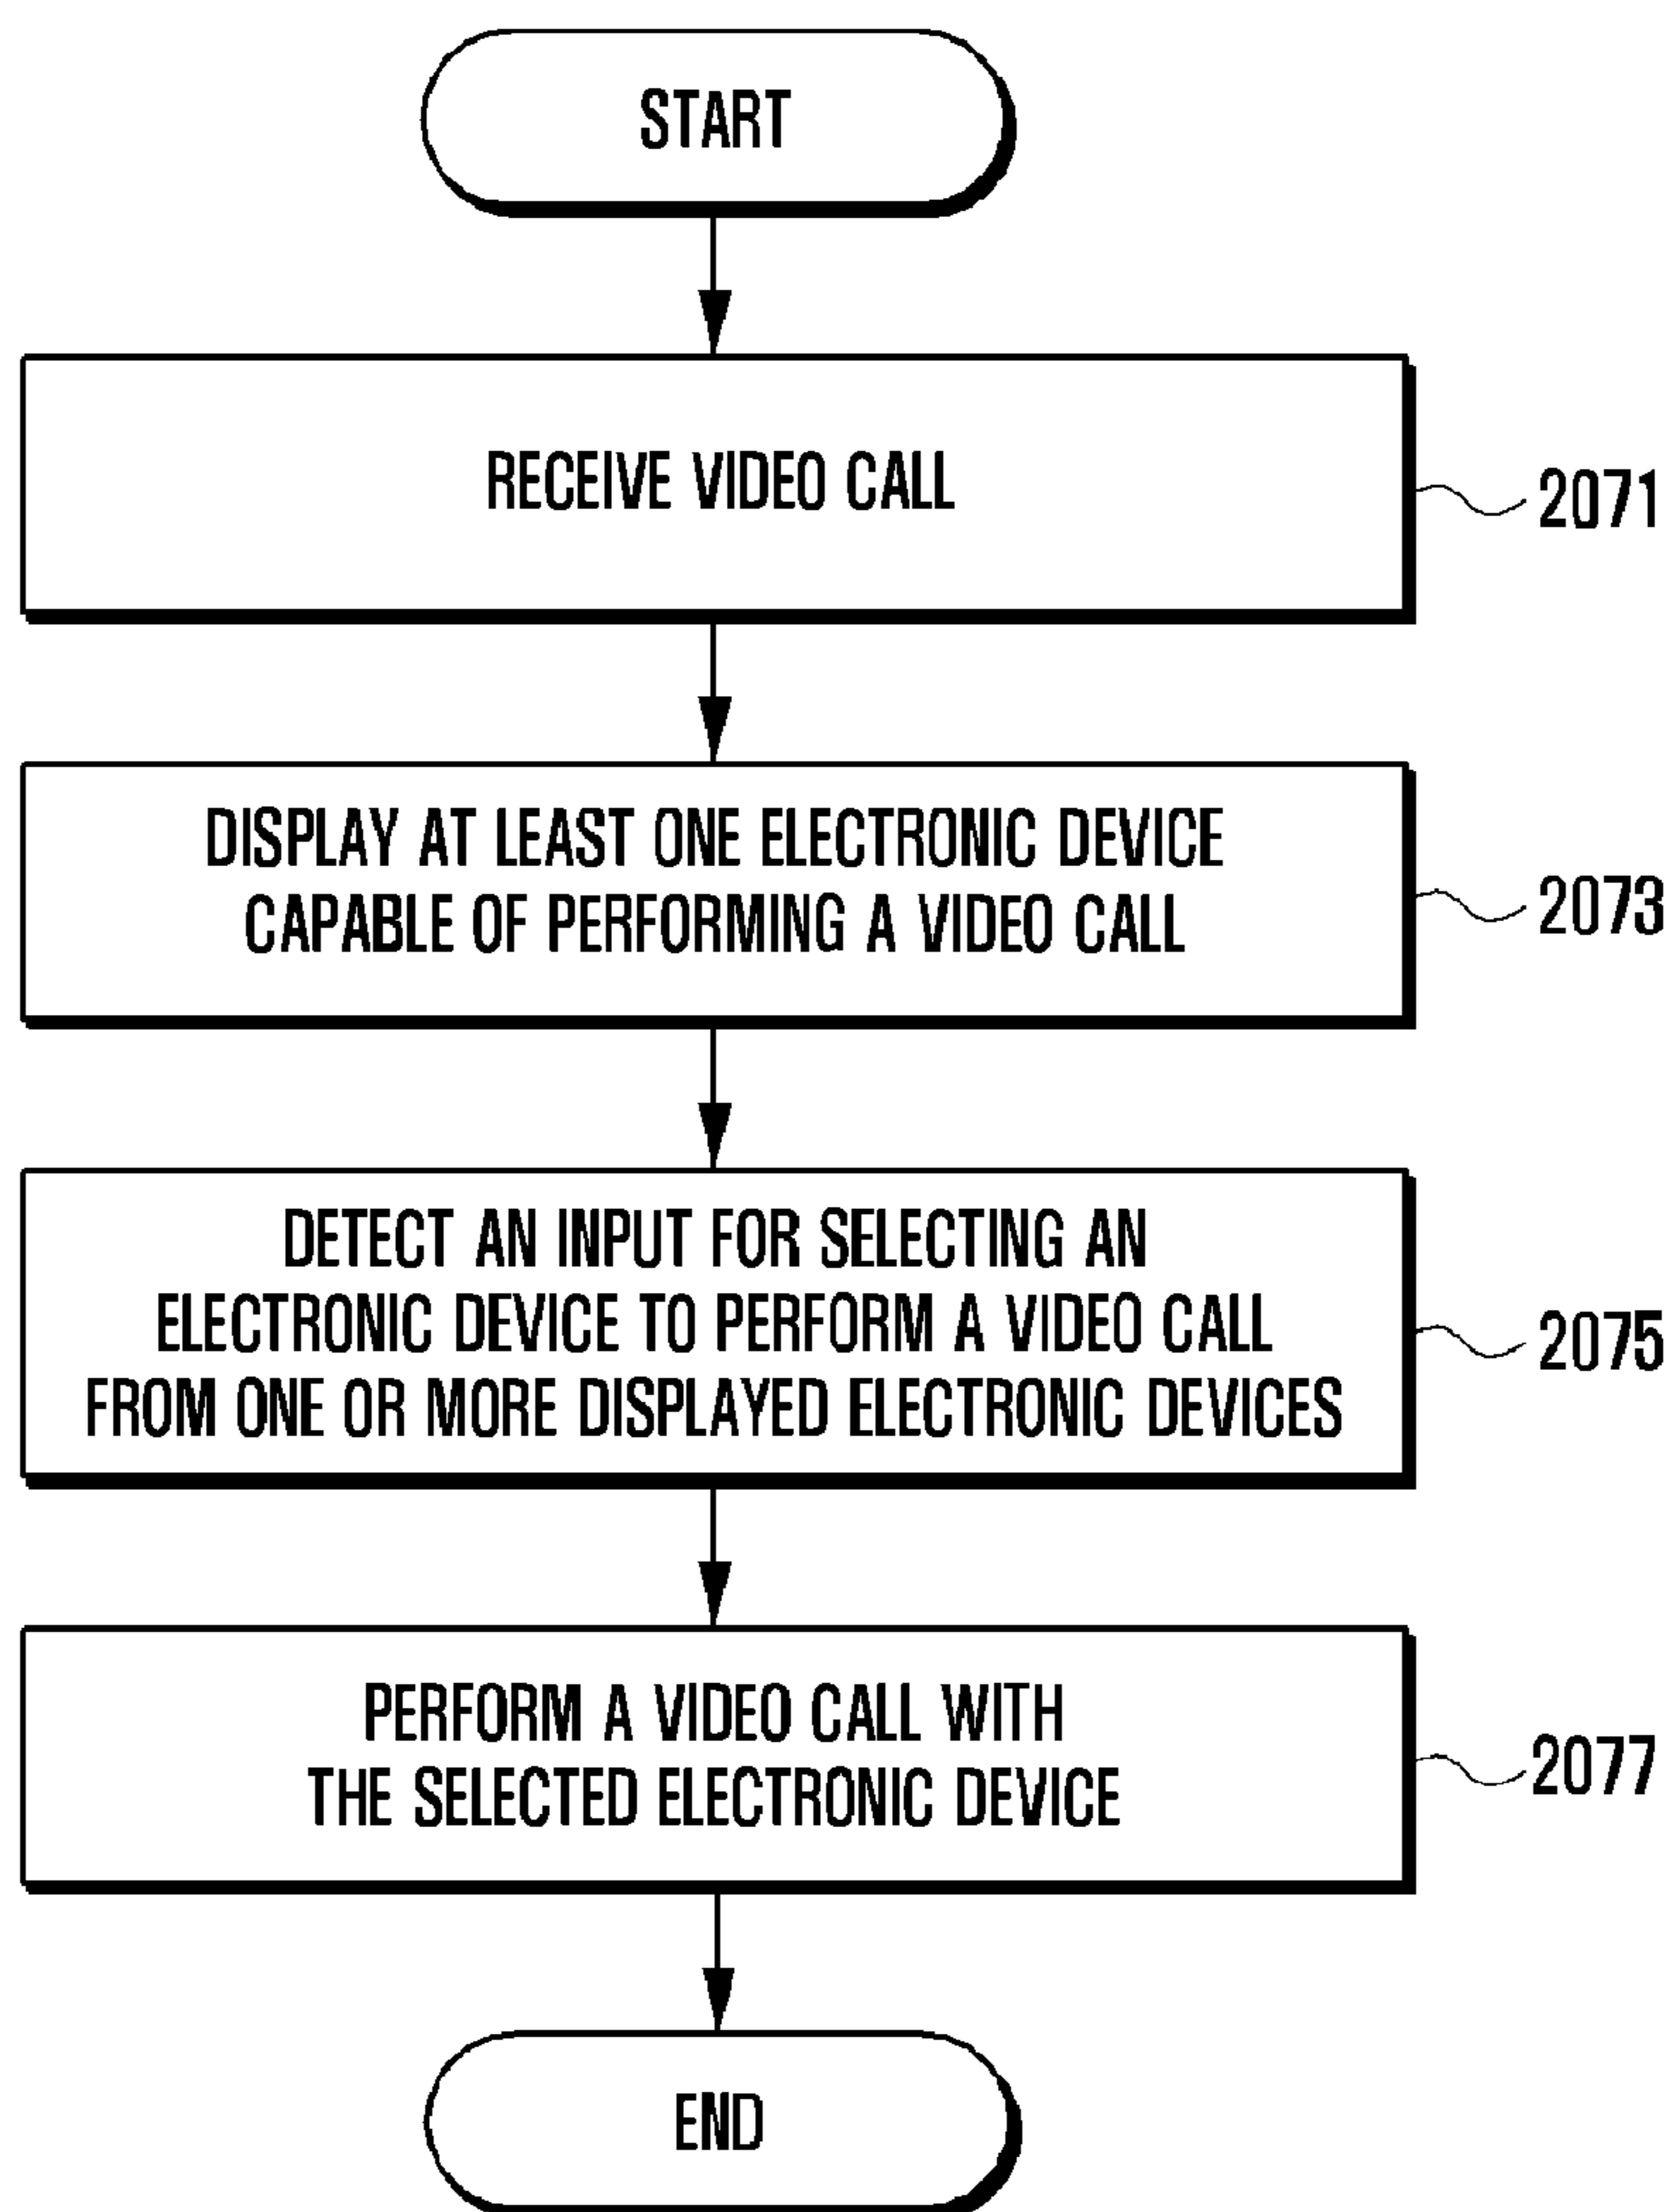 START
RECEIVE VIDEO CALL
2071
DISPLAY AT LEAST ONE ELECTRONIC DEVICE
CAPABLE OF PERFORMING A VIDEO CALL
2073
DETECT AN INPUT FOR SELECTING AN
ELECTRONIC DEVICE TO PERFORM A VIDEO CALL
FROM ONE OR MORE DISPLAYED ELECTRONIC DEVICES
2075
PERFORM A VIDEO CALL WITH
THE SELECTED ELECTRONIC DEVICE
2077
END